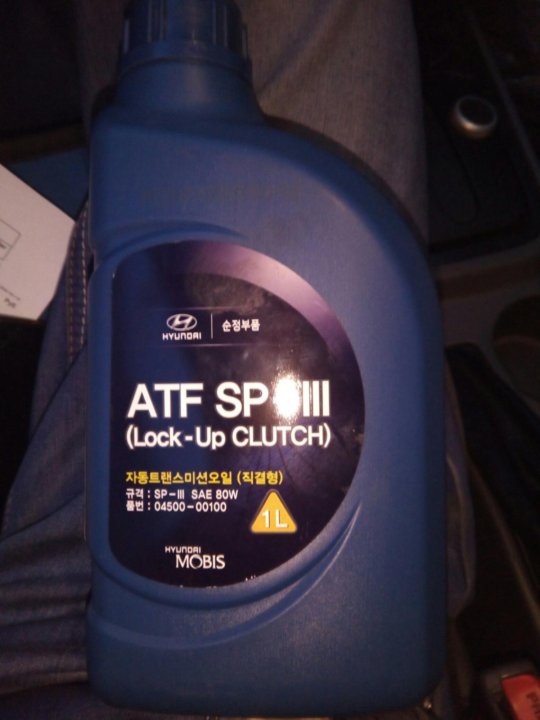 HYUNDAI
순정부품
ATF SP-III
(Lock-Up CLUTCH)
자동트랜스미션오일 (직결형)
규격 : SP-III SAE 80W
품번 : 04500-00100
1L
HYUNDAI
MOBIS